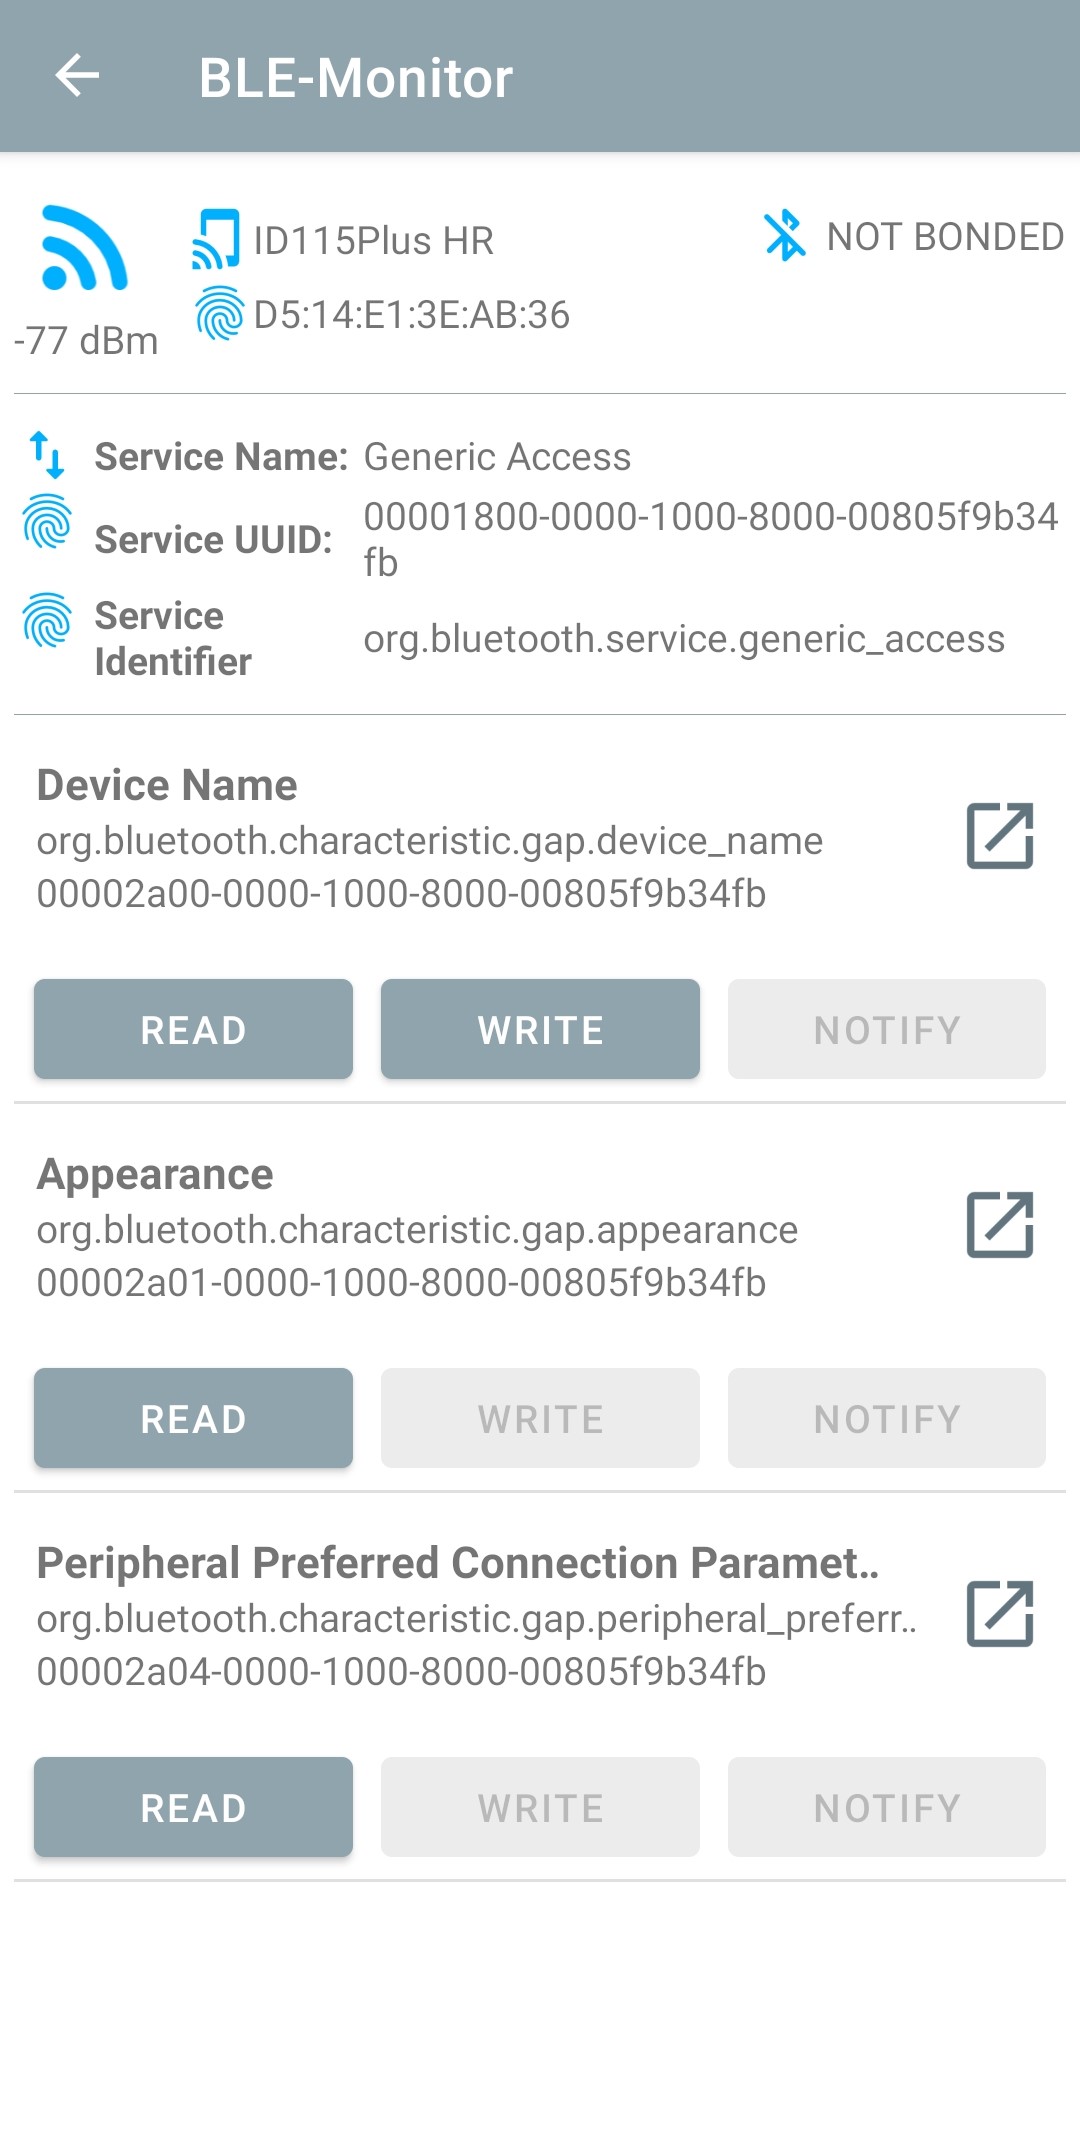 BLE-Monitor
ID115Plus HR
NOT BONDED
D5:14:E1:3E:AB:36
-77 dBm
Service Name: Generic Access
Service UUID: 00001800-0000-1000-8000-00805f9b34
fb
Service
Identifier
org.bluetooth.service.generic_access
Device Name
org.bluetooth.characteristic.gap.device_name
00002a00-0000-1000-8000-00805f9b34fb
READ WRITE NOTIFY
Appearance
org.bluetooth.characteristic.gap.appearance
00002a01-0000-1000-8000-00805f9b34fb
READ WRITE NOTIFY
Peripheral Preferred Connection Paramet..
org.bluetooth.characteristic.gap.peripheral_preferr..
00002a04-0000-1000-8000-00805f9b34fb
READ WRITE NOTIFY